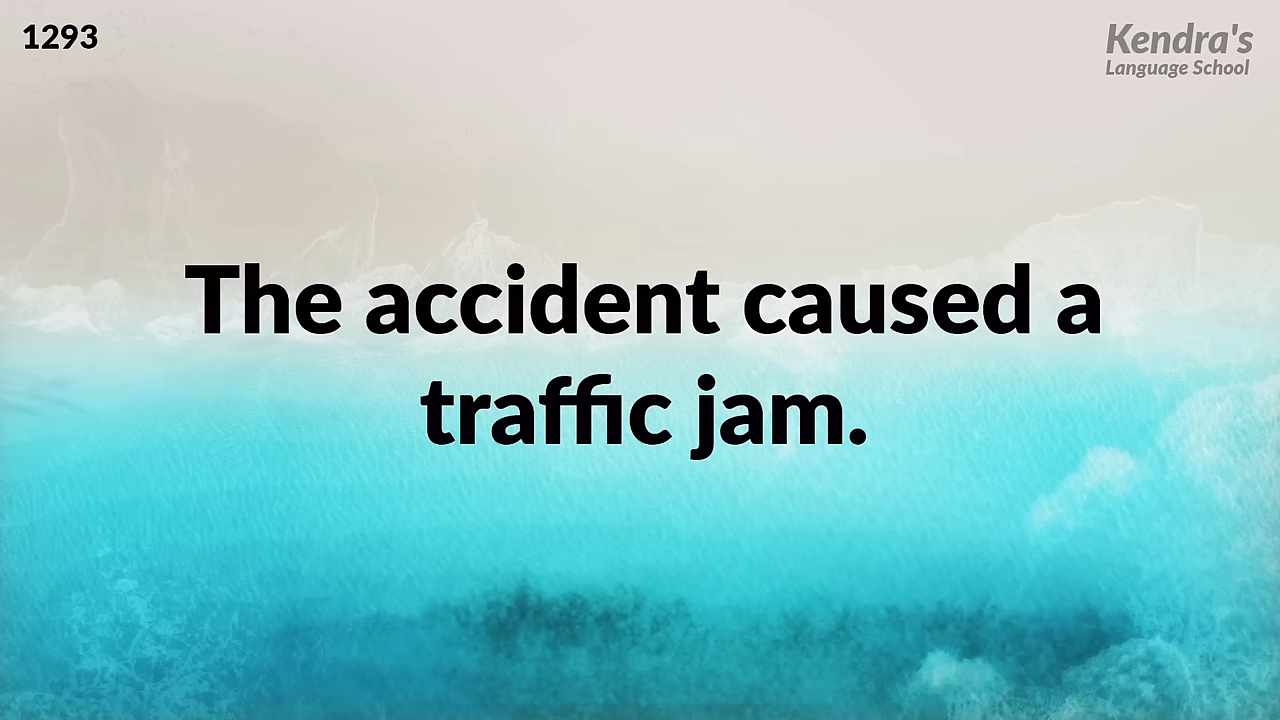 1293
Kendra's
Language School
The accident caused a
traffic jam.